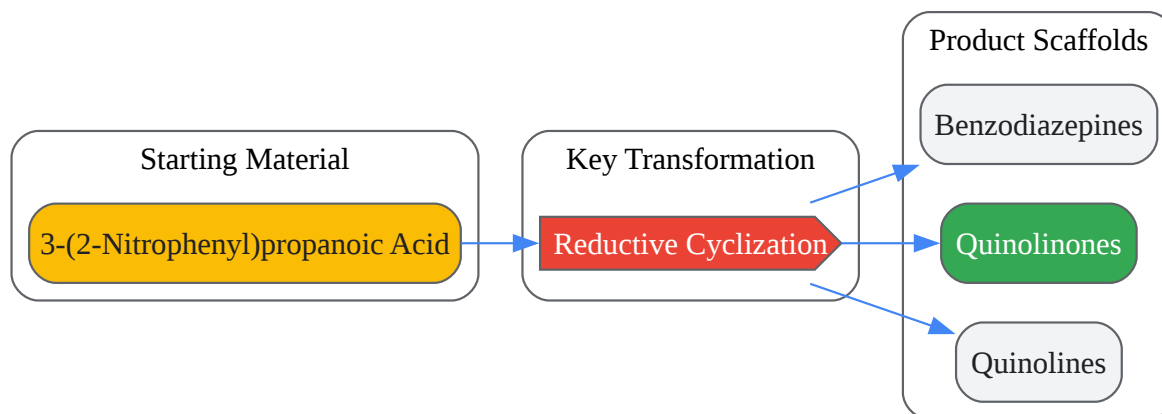 Starting Material
3-(2-Nitrophenyl)propanoic Acid
Key Transformation
Reductive Cyclization
Product Scaffolds
Benzodiazepines
Quinolinones
Quinolines